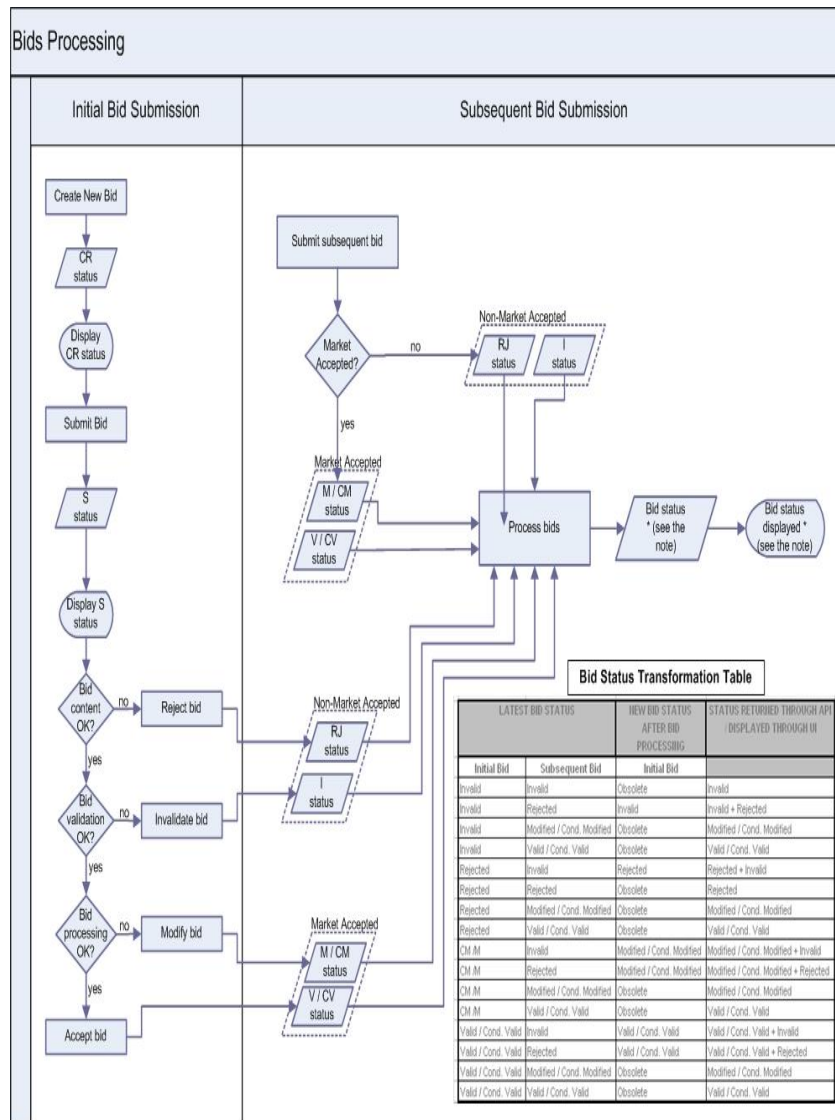 Bids Processing
Initial Bid Submission
Subsequent Bid Submission
Create New Bid
CR
status
Display
CR status
Submit Bid
S
status
Display S
status
Bid
content
OK?
no
Reject bid
yes
Bid
validation
OK?
no
Invalidate bid
yes
Bid
processing
OK?
no
Modify bid
yes
Accept bid
Submit subsequent bid
Market
Accepted?
no
yes
Non-Market Accepted
RJ
status
I
status
Market Accepted
M / CM
status
V / CV
status
Process bids
Bid status
* (see the
note)
Bid status
displayed *
(see the note)
Non-Market Accepted
RJ
status
I
status
Market Accepted
M / CM
status
V / CV
status
Bid Status Transformation Table
LATEST BID STATUS
NEW BID STATUS
AFTER BID
PROCESSING
STATUS RETURNED THROUGH API
/ DISPLAYED THROUGH UI
Initial Bid Subsequent Bid Initial Bid
Invalid Invalid Obsolete Invalid
Invalid Rejected Invalid Invalid + Rejected
Invalid Modified / Cond. Modified Obsolete Modified / Cond. Modified
Invalid Valid / Cond. Valid Obsolete Valid / Cond. Valid
Rejected Invalid Rejected Rejected + Invalid
Rejected Rejected Obsolete Rejected
Rejected Modified / Cond. Modified Obsolete Modified / Cond. Modified
Rejected Valid / Cond. Valid Obsolete Valid / Cond. Valid
CM /M Invalid Modified / Cond. Modified Modified / Cond. Modified + Invalid
CM /M Rejected Modified / Cond. Modified Modified / Cond. Modified + Rejected
CM /M Modified / Cond. Modified Obsolete Modified / Cond. Modified
CM /M Valid / Cond. Valid Obsolete Valid / Cond. Valid
Valid / Cond. Valid Invalid Valid / Cond. Valid Valid / Cond. Valid + Invalid
Valid / Cond. Valid Rejected Valid / Cond. Valid Valid / Cond. Valid + Rejected
Valid / Cond. Valid Modified / Cond. Modified Obsolete Modified / Cond. Modified
Valid / Cond. Valid Valid / Cond. Valid Obsolete Valid / Cond. Valid